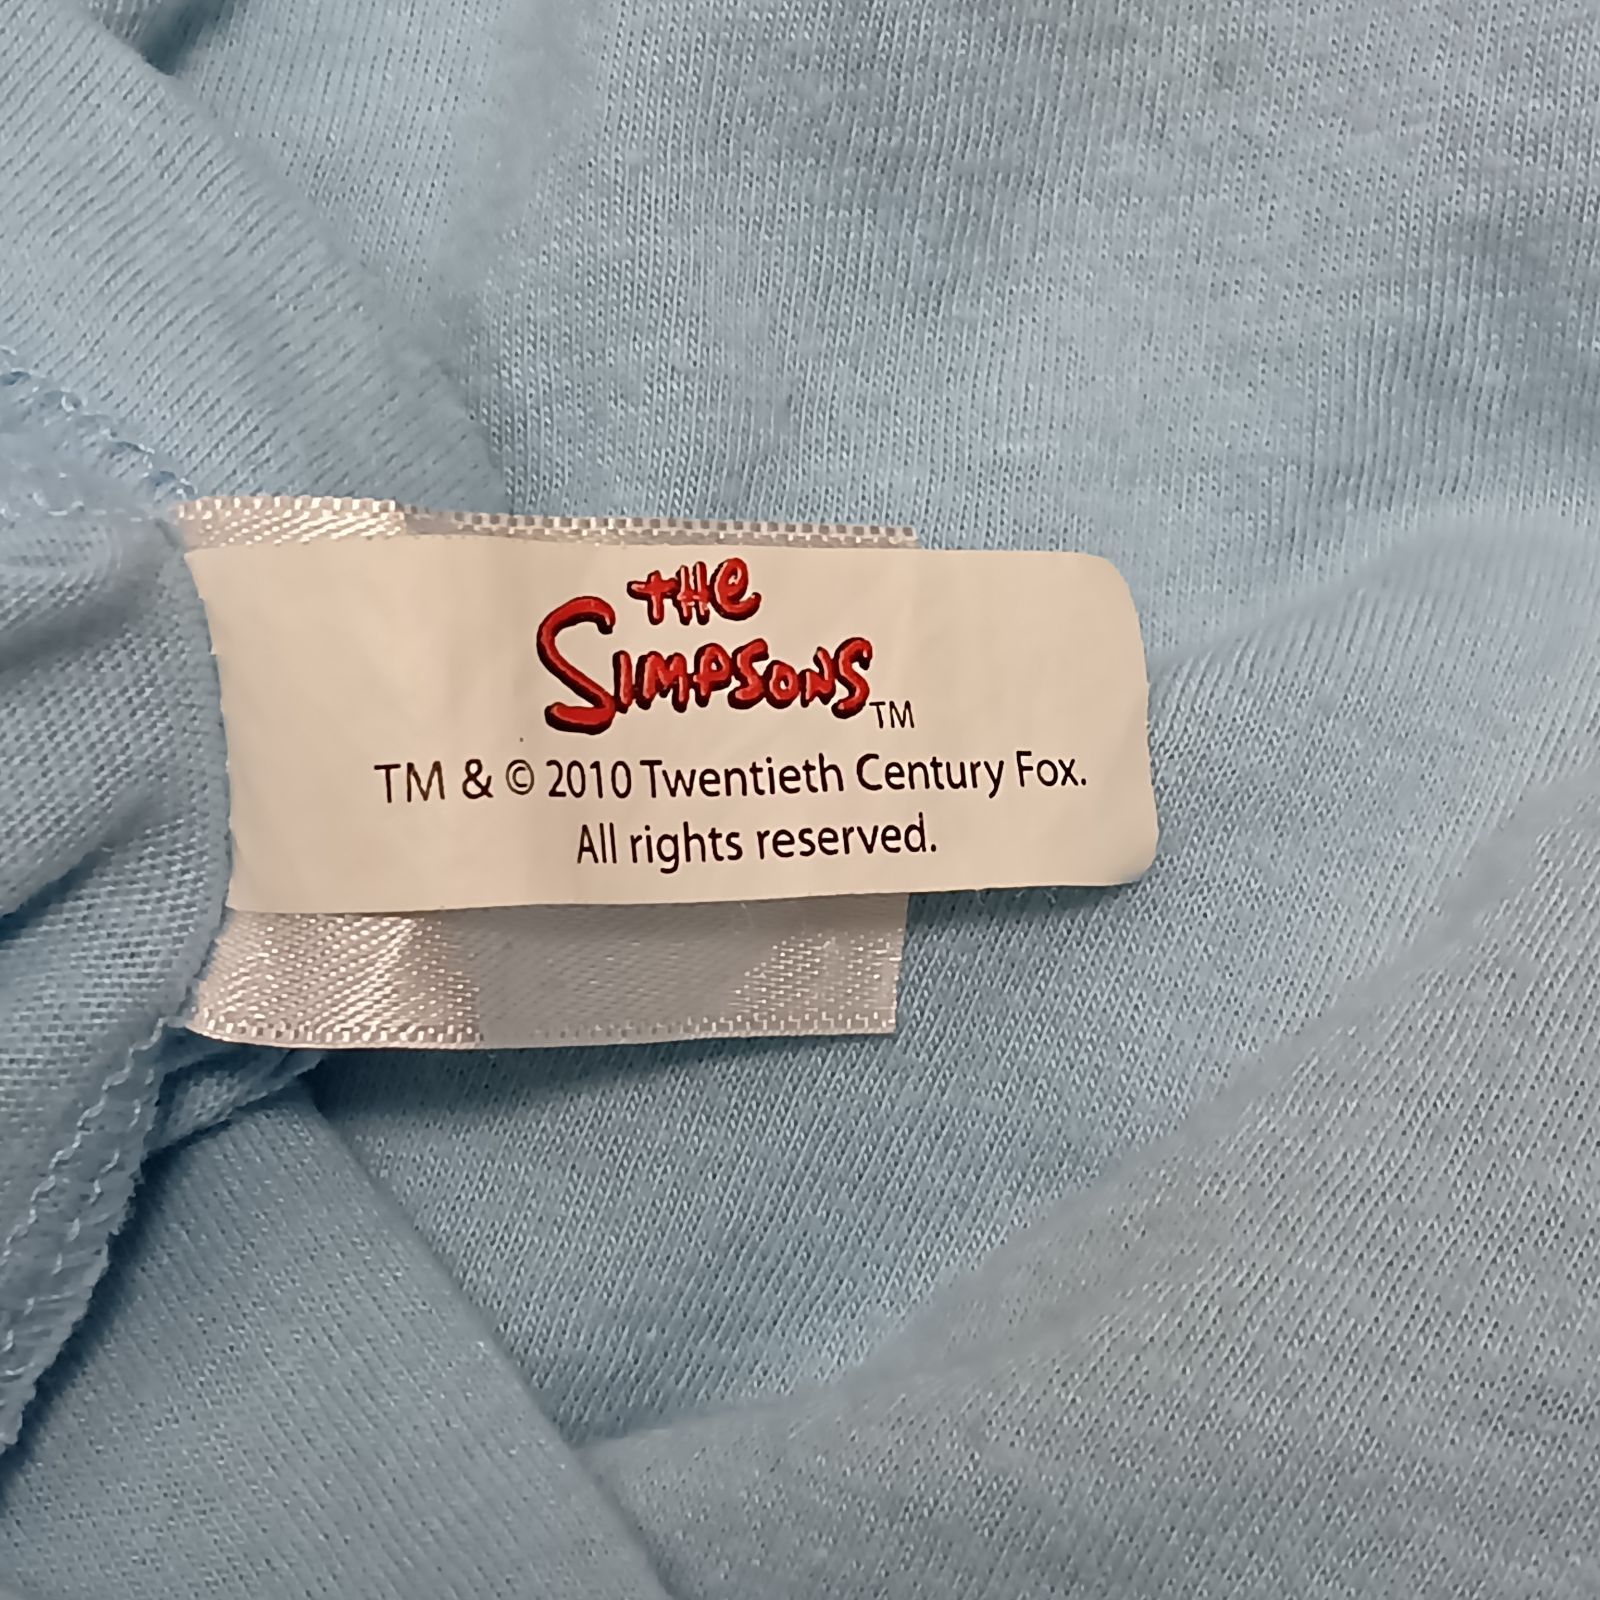 THE
SIMPSONS TM
TM & © 2010 Twentieth Century Fox.
All rights reserved.